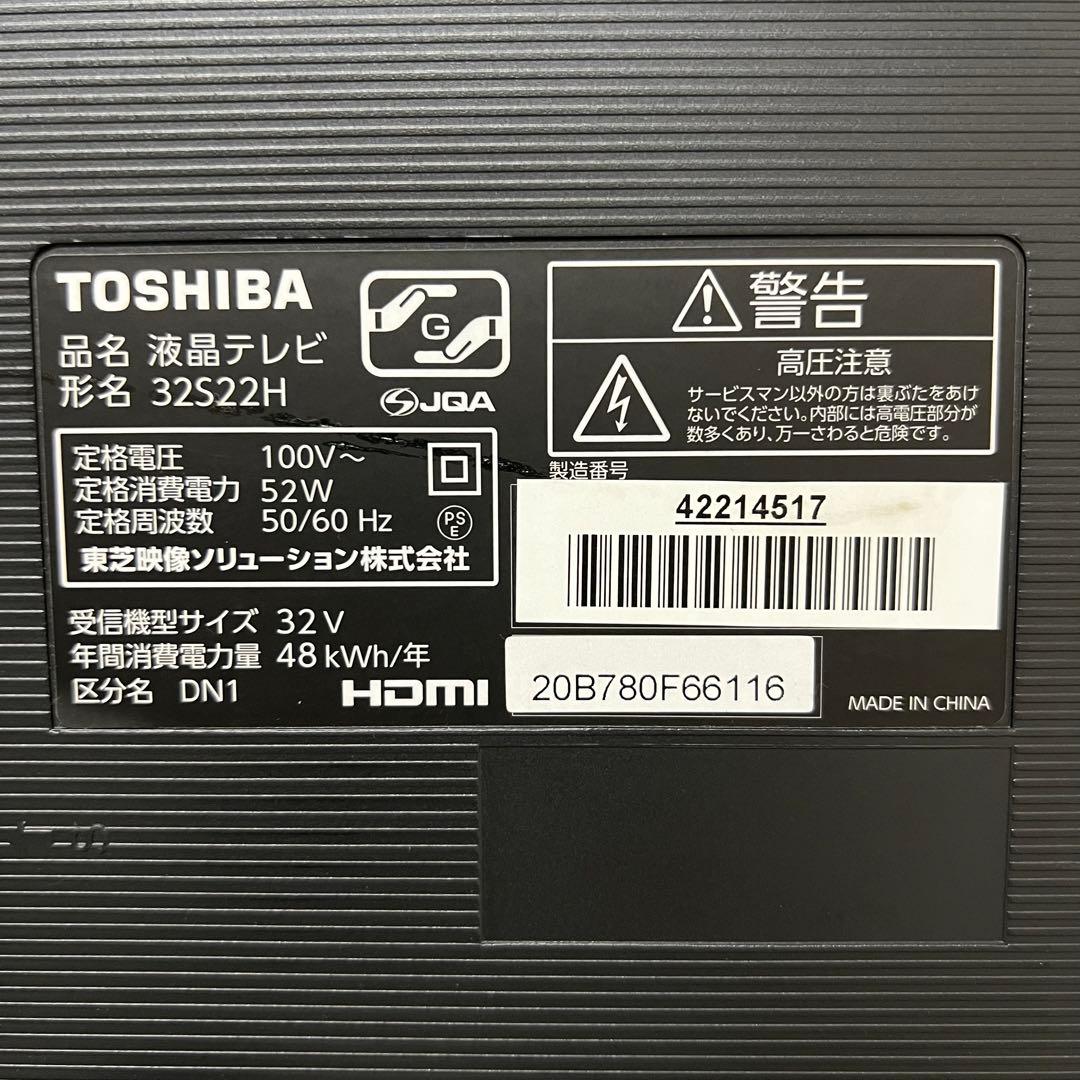 TOSHIBA
品名 液晶テレビ
形名 32S22H
G
JQA
定格電圧 100V～
定格消費電力 52W
定格周波数 50/60 Hz
PS
E
東芝映像ソリューション株式会社
受信機型サイズ 32V
年間消費電力量 48kWh/年
区分名 DN1
HDMI
警告
高圧注意
サービスマン以外の方は裏ぶたをあけ
ないでください。内部には高電圧部分が
数多くあり、万一さわると危険です。
製造番号
42214517
20B780F66116
MADE IN CHINA